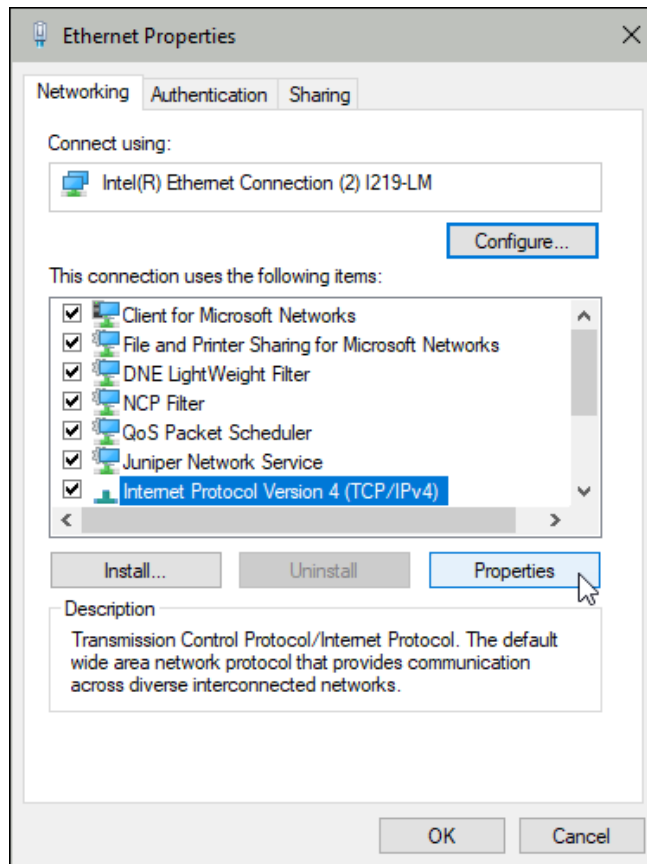 Ethernet Properties
Networking
Authentication
Sharing
Connect using:
Intel(R) Ethernet Connection (2) I219-LM
Configure...
This connection uses the following items:
Client for Microsoft Networks
File and Printer Sharing for Microsoft Networks
DNE LightWeight Filter
NCP Filter
QoS Packet Scheduler
Juniper Network Service
Internet Protocol Version 4 (TCP/IPv4)
Install...
Uninstall
Properties
Description
Transmission Control Protocol/Internet Protocol. The default
wide area network protocol that provides communication
across diverse interconnected networks.
OK
Cancel